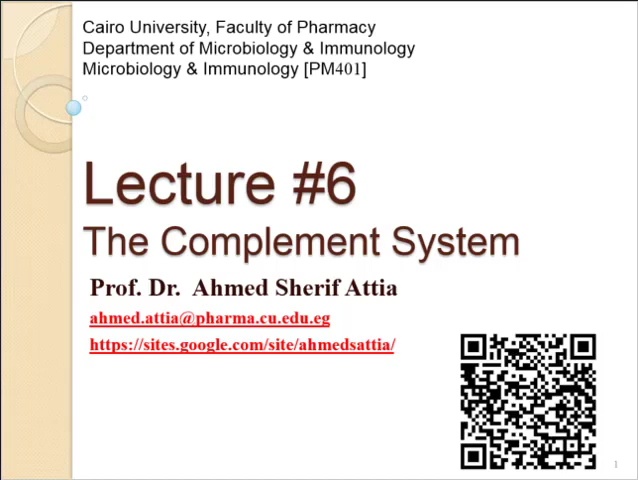 Cairo University, Faculty of Pharmacy
Department of Microbiology & Immunology
Microbiology & Immunology [PM401]
Lecture #6
The Complement System
Prof. Dr. Ahmed Sherif Attia
ahmed.attia@pharma.cu.edu.eg
https://sites.google.com/site/ahmedsattia/
1